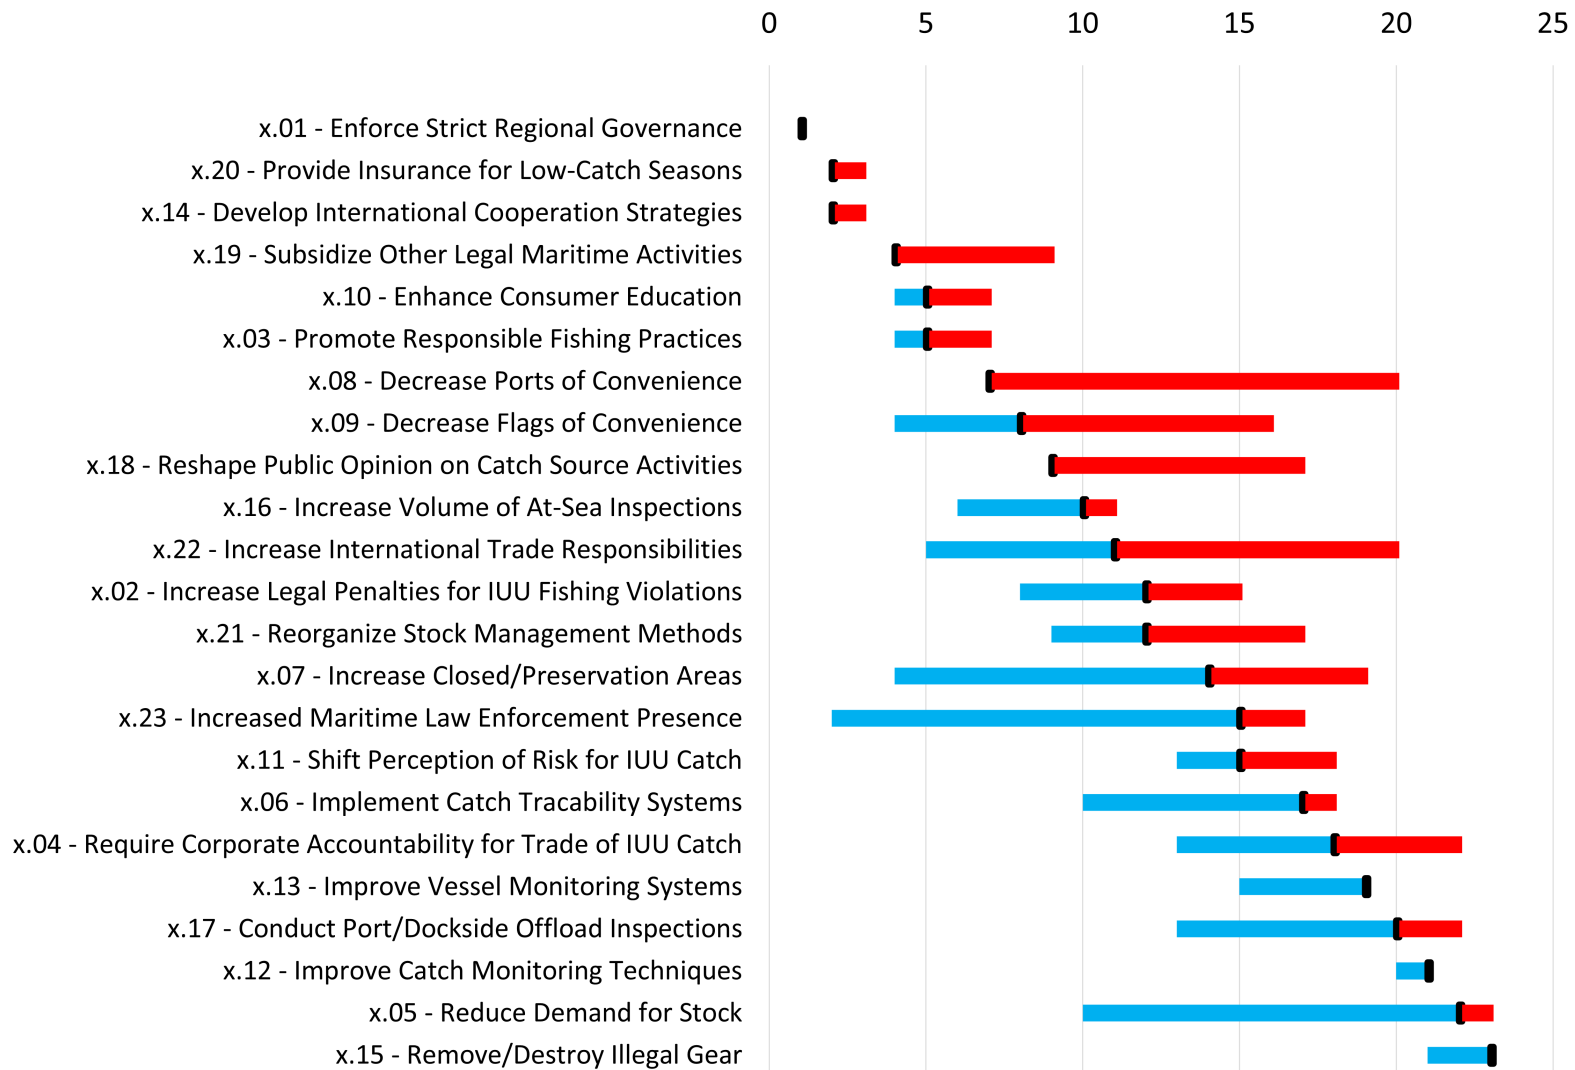 0 5 10 15 20 25
x.01 - Enforce Strict Regional Governance
x.20 - Provide Insurance for Low-Catch Seasons
x.14 - Develop International Cooperation Strategies
x.19 - Subsidize Other Legal Maritime Activities
x.10 - Enhance Consumer Education
x.03 - Promote Responsible Fishing Practices
x.08 - Decrease Ports of Convenience
x.09 - Decrease Flags of Convenience
x.18 - Reshape Public Opinion on Catch Source Activities
x.16 - Increase Volume of At-Sea Inspections
x.22 - Increase International Trade Responsibilities
x.02 - Increase Legal Penalties for IUU Fishing Violations
x.21 - Reorganize Stock Management Methods
x.07 - Increase Closed/Preservation Areas
x.23 - Increased Maritime Law Enforcement Presence
x.11 - Shift Perception of Risk for IUU Catch
x.06 - Implement Catch Tracability Systems
x.04 - Require Corporate Accountability for Trade of IUU Catch
x.13 - Improve Vessel Monitoring Systems
x.17 - Conduct Port/Dockside Offload Inspections
x.12 - Improve Catch Monitoring Techniques
x.05 - Reduce Demand for Stock
x.15 - Remove/Destroy Illegal Gear